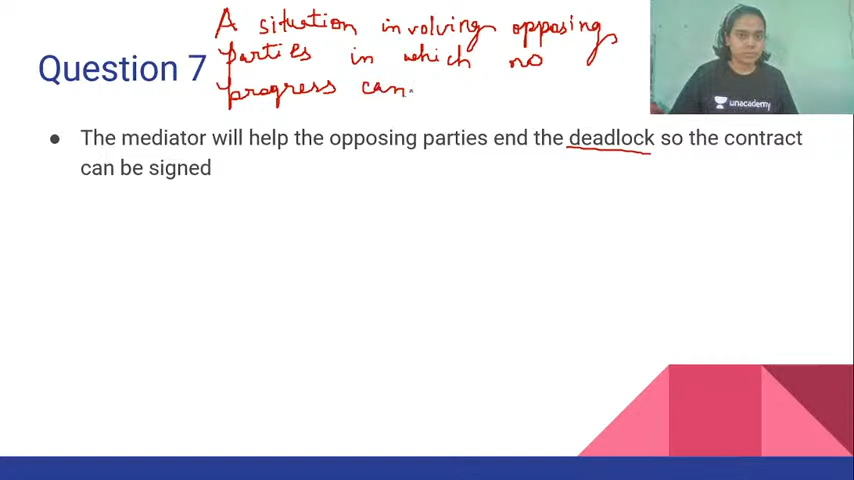 A situation involving opposing
parties in which no
progress can
Question 7
unacademy
● The mediator will help the opposing parties end the deadlock so the contract
can be signed